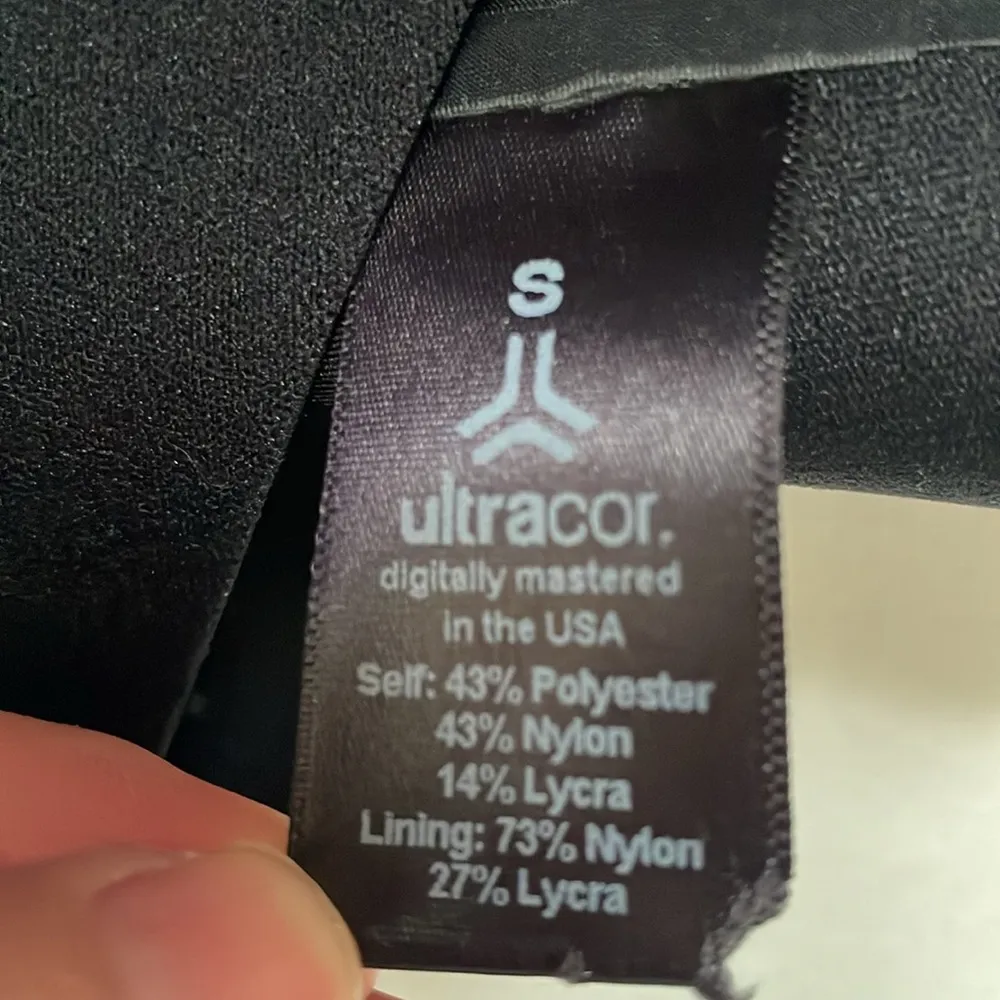 S
ultracor.
digitally mastered
in the USA
Self: 43% Polyester
43% Nylon
14% Lycra
Lining: 73% Nylon
27% Lycra